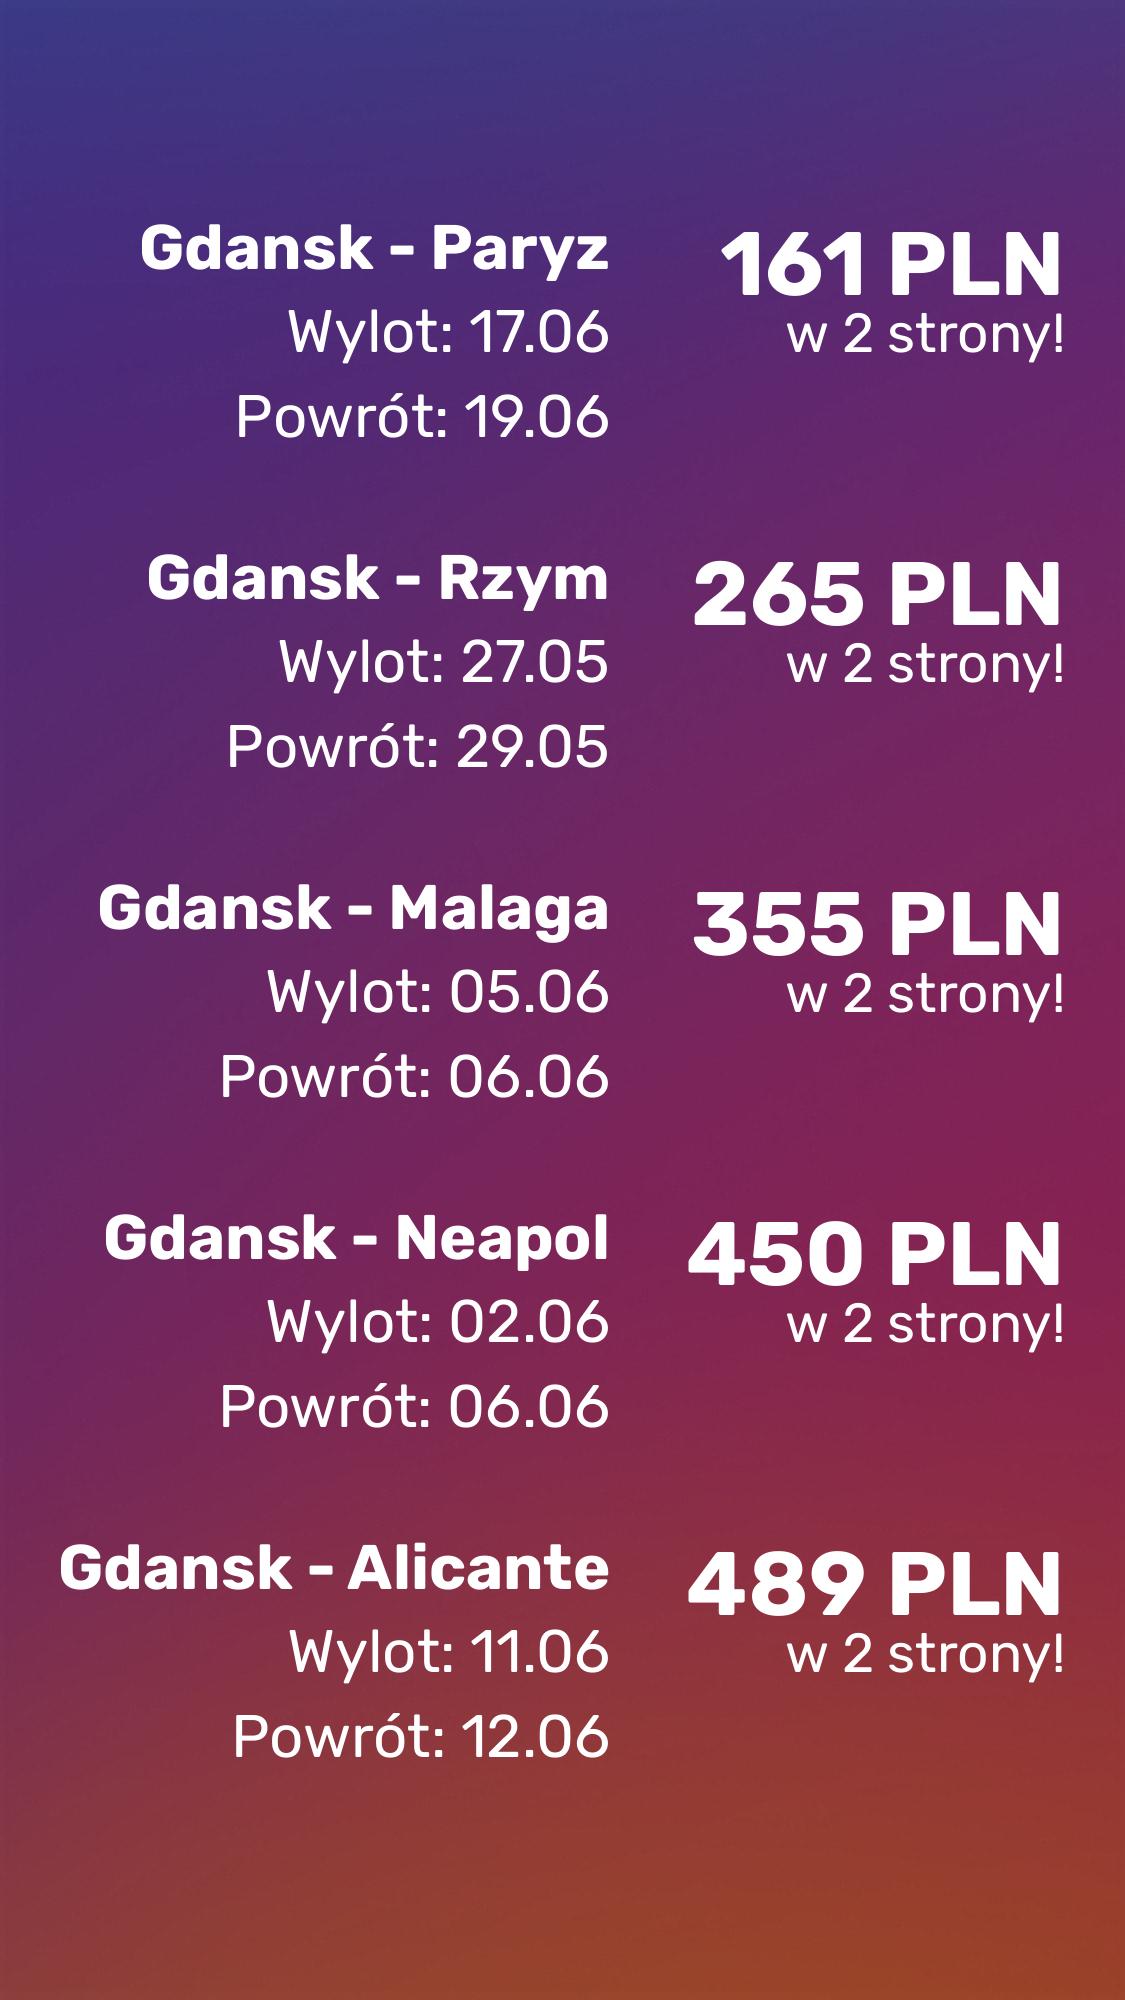 Gdansk - Paryz
Wylot: 17.06
Powrót: 19.06
161 PLN
w 2 strony!
Gdansk - Rzym
Wylot: 27.05
Powrót: 29.05
265 PLN
w 2 strony!
Gdansk - Malaga
Wylot: 05.06
Powrót: 06.06
355 PLN
w 2 strony!
Gdansk - Neapol
Wylot: 02.06
Powrót: 06.06
450 PLN
w 2 strony!
Gdansk - Alicante
Wylot: 11.06
Powrót: 12.06
489 PLN
w 2 strony!